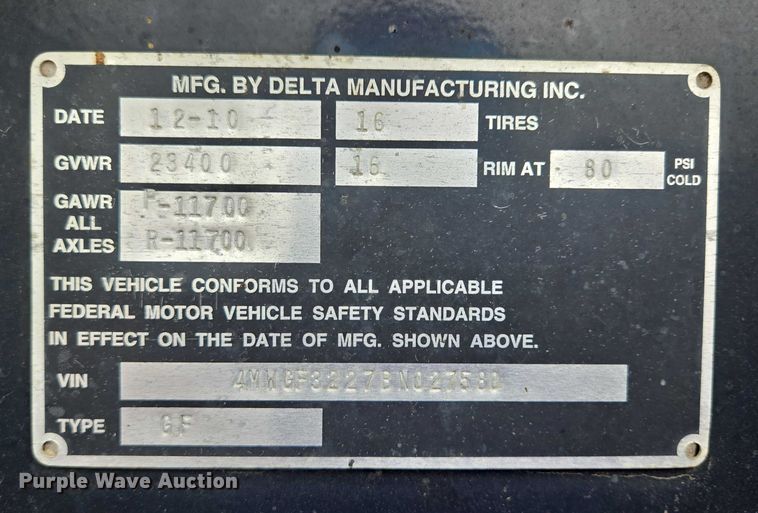 MFG. BY DELTA MANUFACTURING INC.
DATE 12-10 16 TIRES
GVWR 23400 16 RIM AT 80 PSI COLD
GAWR ALL AXLES
F-11700
R-11700
THIS VEHICLE CONFORMS TO ALL APPLICABLE
FEDERAL MOTOR VEHICLE SAFETY STANDARDS
IN EFFECT ON THE DATE OF MFG. SHOWN ABOVE.
VIN
TYPE GF
Purple Wave Auction